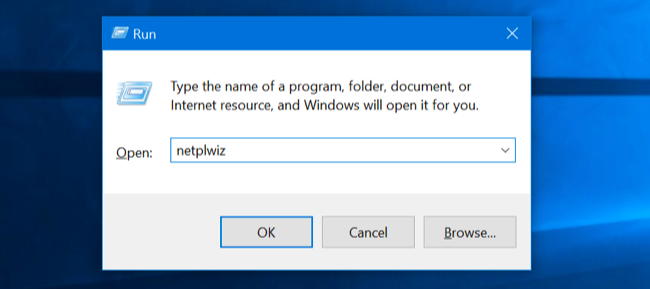 Run
Type the name of a program, folder, document, or
Internet resource, and Windows will open it for you.
Open: netplwiz
OK Cancel Browse...